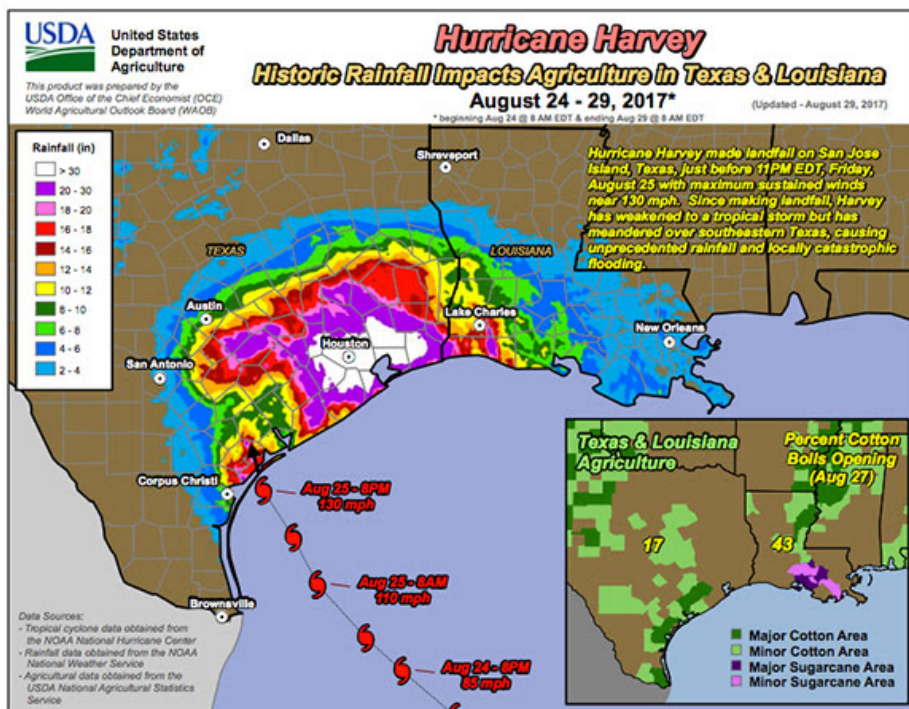 USDA
United States
Department of
Agriculture
This product was prepared by the
USDA Office of the Chief Economist (OCE)
World Agricultural Outlook Board (WAOB)
Hurricane Harvey
Historic Rainfall Impacts Agriculture in Texas & Louisiana
August 24 - 29, 2017*
(Updated - August 29, 2017)
* beginning Aug 24 @ 8 AM EDT & ending Aug 29 @ 8 AM EDT
Rainfall (in)
> 30
20 - 30
18 - 20
16 - 18
14 - 16
12 - 14
10 - 12
8 - 10
6 - 8
4 - 6
2 - 4
Dallas
Shreveport
Hurricane Harvey made landfall on San Jose
Island, Texas, just before 11PM EDT, Friday,
August 25 with maximum sustained winds
near 130 mph. Since making landfall, Harvey
has weakened to a tropical storm but has
meandered over southeastern Texas, causing
unprecedented rainfall and locally catastrophic
flooding.
TEXAS
LOUISIANA
Austin
Lake Charles
New Orleans
Houston
San Antonio
Corpus Christi
Brownsville
Aug 25 - 8PM
130 mph
Aug 25 - 8AM
110 mph
Aug 24 - 8PM
85 mph
Data Sources:
- Tropical cyclone data obtained from
the NOAA National Hurricane Center
- Rainfall data obtained from the NOAA
National Weather Service
- Agricultural data obtained from the
USDA National Agricultural Statistics
Service
Texas & Louisiana
Agriculture
Percent Cotton
Bolls Opening
(Aug 27)
17
43
Major Cotton Area
Minor Cotton Area
Major Sugarcane Area
Minor Sugarcane Area